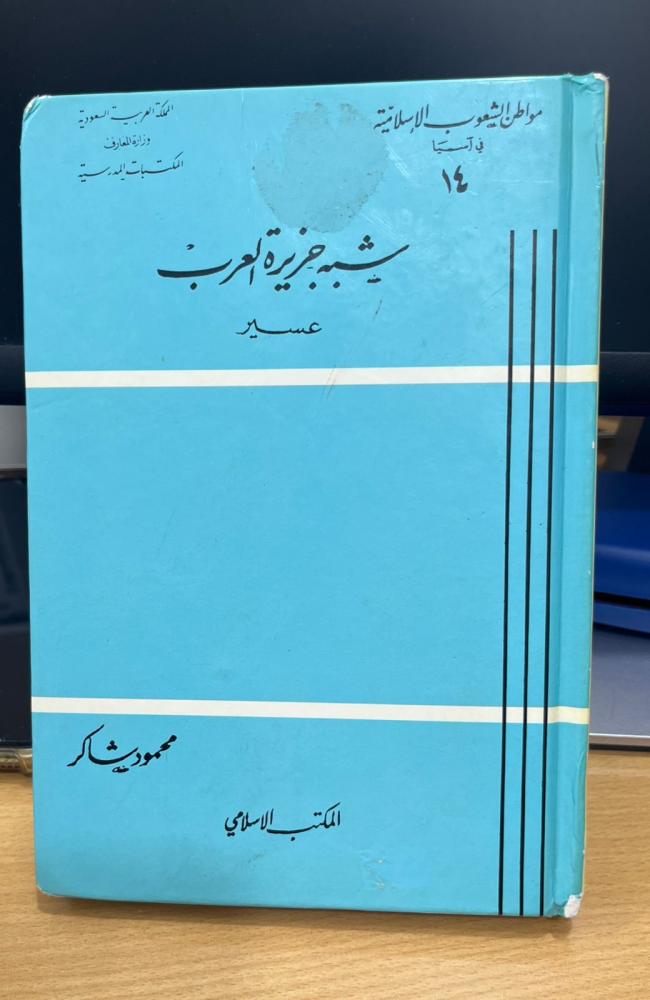 مواطن الشعوب الإسلامية
في آسيا
١٤
المملكة العربية السعودية
وزارة المعارف
المكتبات المدرسية
شبه جزيرة العرب
عسير
محمود شاكر
المكتب الاسلامي